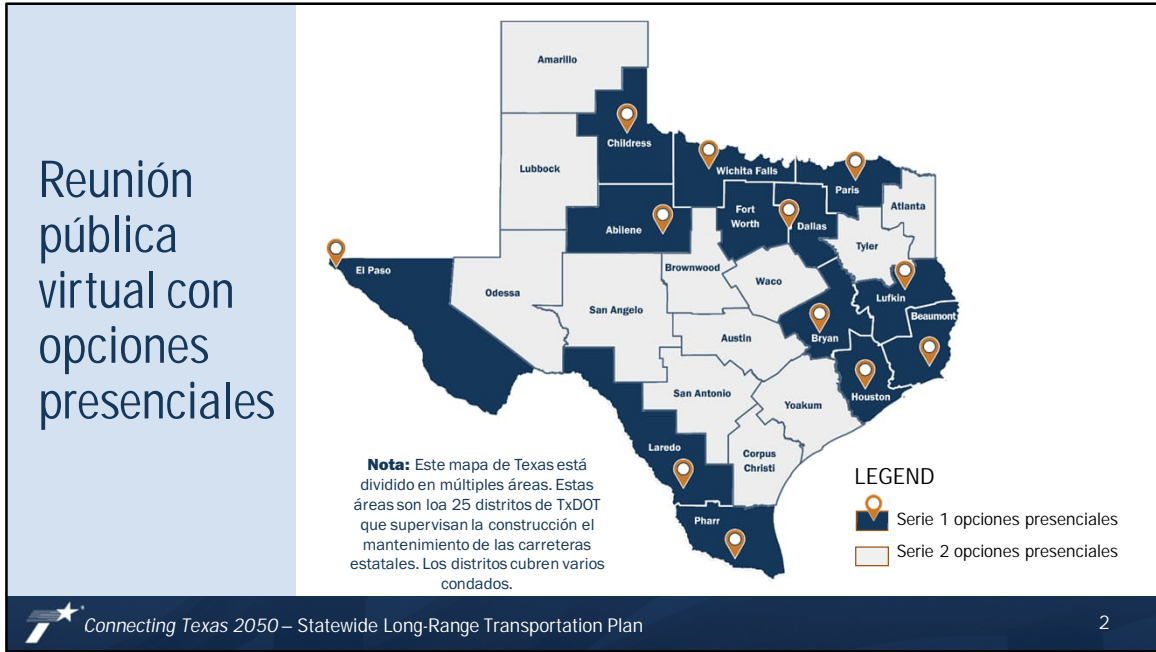 Reunión
pública
virtual con
opciones
presenciales
Amarillo
Childress
Lubbock
Wichita Falls
Paris
Atlanta
Abilene
Fort
Worth
Dallas
Tyler
El Paso
Odessa
Brownwood
Waco
Lufkin
San Angelo
Beaumont
Bryan
Austin
Houston
San Antonio
Yoakum
Laredo
Corpus
Christi
Pharr
Nota: Este mapa de Texas está
dividido en múltiples áreas. Estas
áreas son loa 25 distritos de TxDOT
que supervisan la construcción el
mantenimiento de las carreteras
estatales. Los distritos cubren varios
condados.
LEGEND
Serie 1 opciones presenciales
Serie 2 opciones presenciales
Connecting Texas 2050 – Statewide Long-Range Transportation Plan
2